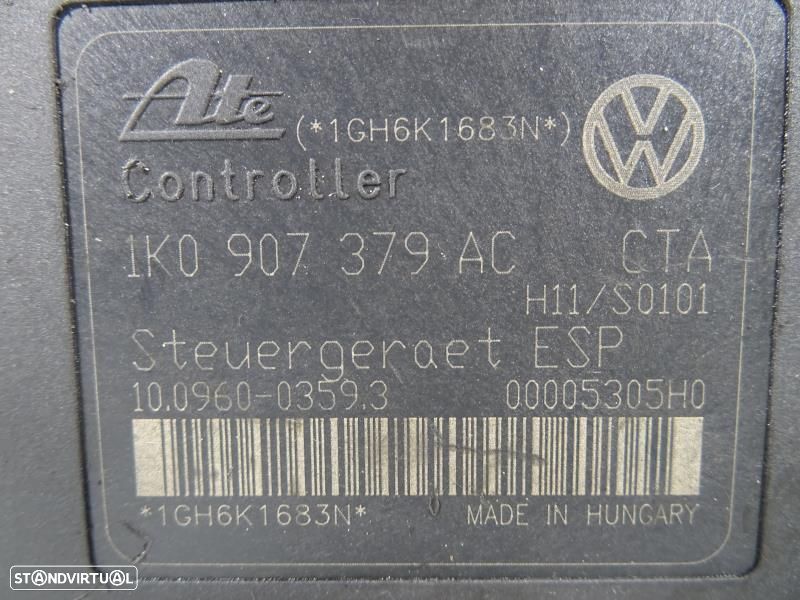 Ate (*1GH6K1683N*)
Controller
1K0 907 379 AC CTA
H11/S0101
Steuergeraet ESP
10.0960-0359.3 00005305H0
*1GH6K1683N* MADE IN HUNGARY
STANDVIRTUAL